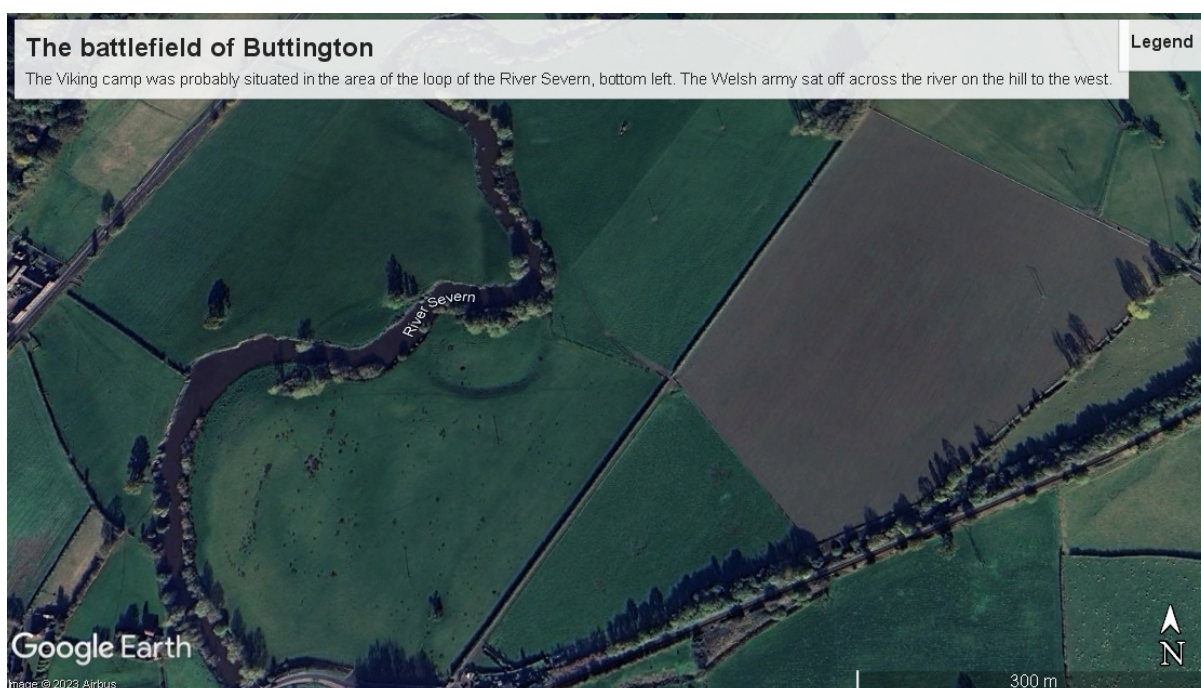 The battlefield of Buttington
Legend
The Viking camp was probably situated in the area of the loop of the River Severn, bottom left. The Welsh army sat off across the river on the hill to the west.
River Severn
Google Earth
N
Image © 2023 Airbus
300 m